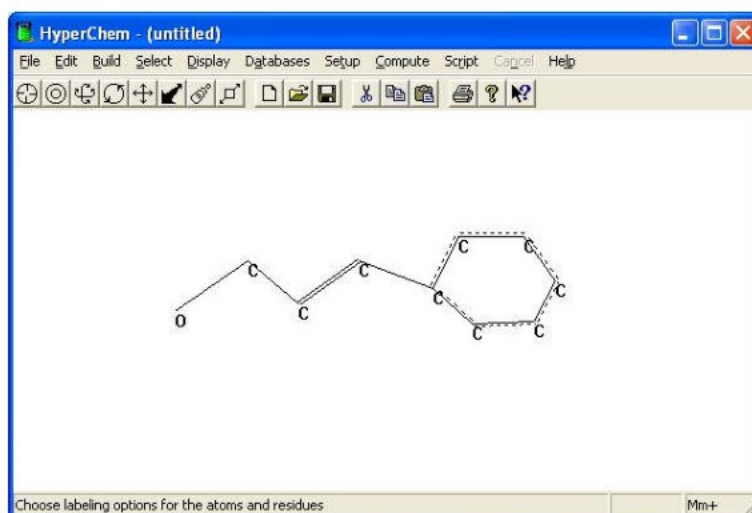 HyperChem - (untitled)
File Edit Build Select Display Databases Setup Compute Script Cancel Help
C C
C C C C
O C C C
C
Choose labeling options for the atoms and residues Mm+